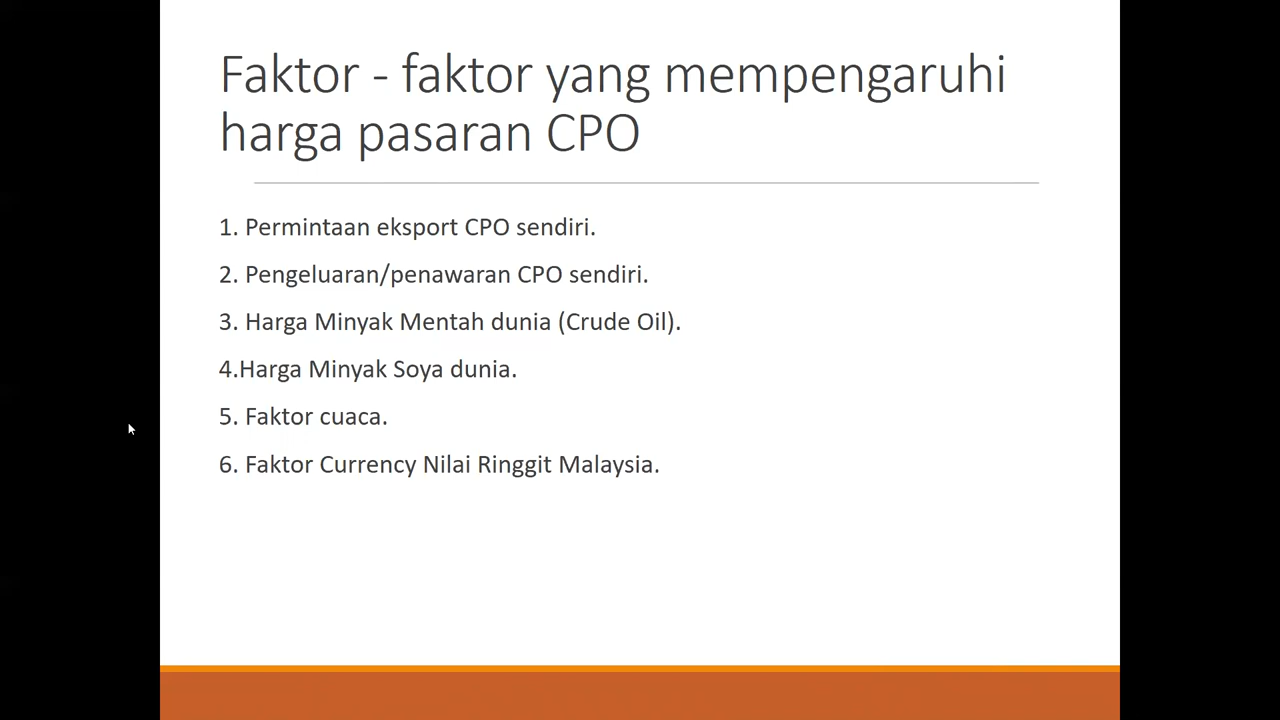 Faktor - faktor yang mempengaruhi
harga pasaran CPO
1. Permintaan eksport CPO sendiri.
2. Pengeluaran/penawaran CPO sendiri.
3. Harga Minyak Mentah dunia (Crude Oil).
4.Harga Minyak Soya dunia.
5. Faktor cuaca.
6. Faktor Currency Nilai Ringgit Malaysia.